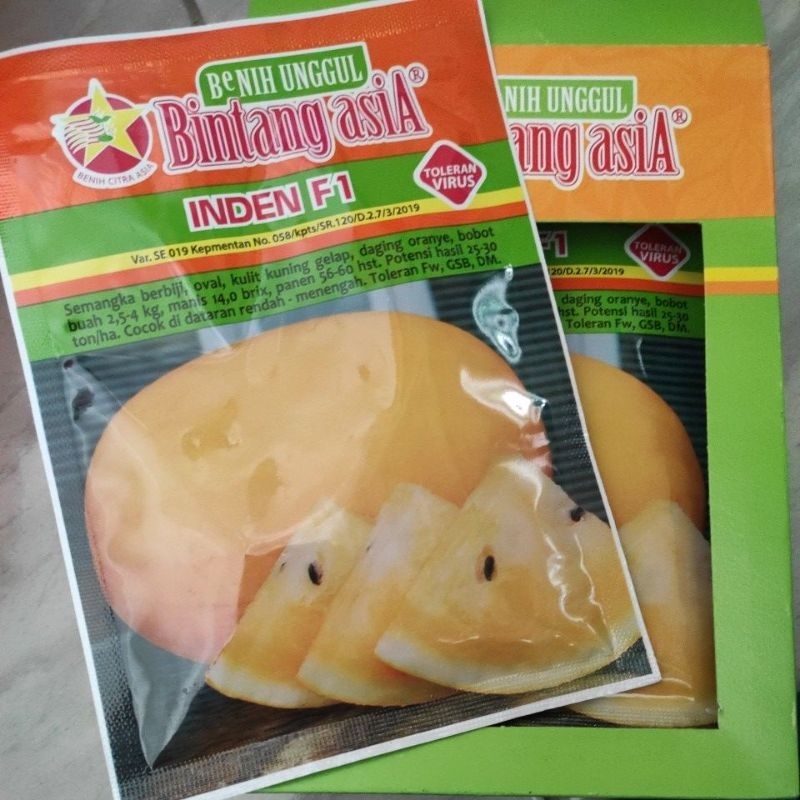 BeNIH UNGGUL
Bintang asiA®
BENIH CITRA ASIA
TOLERAN
VIRUS
INDEN F1
Var. SE 019 Kepmentan No. 058/kpts/SR.120/D.2.7/3/2019
Semangka berbiji, oval, kulit kuning gelap, daging oranye, bobot
buah 2,5-4 kg, manis 14,0 brix, panen 56-60 hst. Potensi hasil 25-30
ton/ha. Cocok di dataran rendah - menengah. Toleran Fw, GSB, DM.
NIH UNGGUL
ang asiA®
F1
TOLERAN
VIRUS
120/D.2.7/3/2019
daging oranye, bobot
hst. Potensi hasil 25-30
Toleran Fw, GSB, DM.